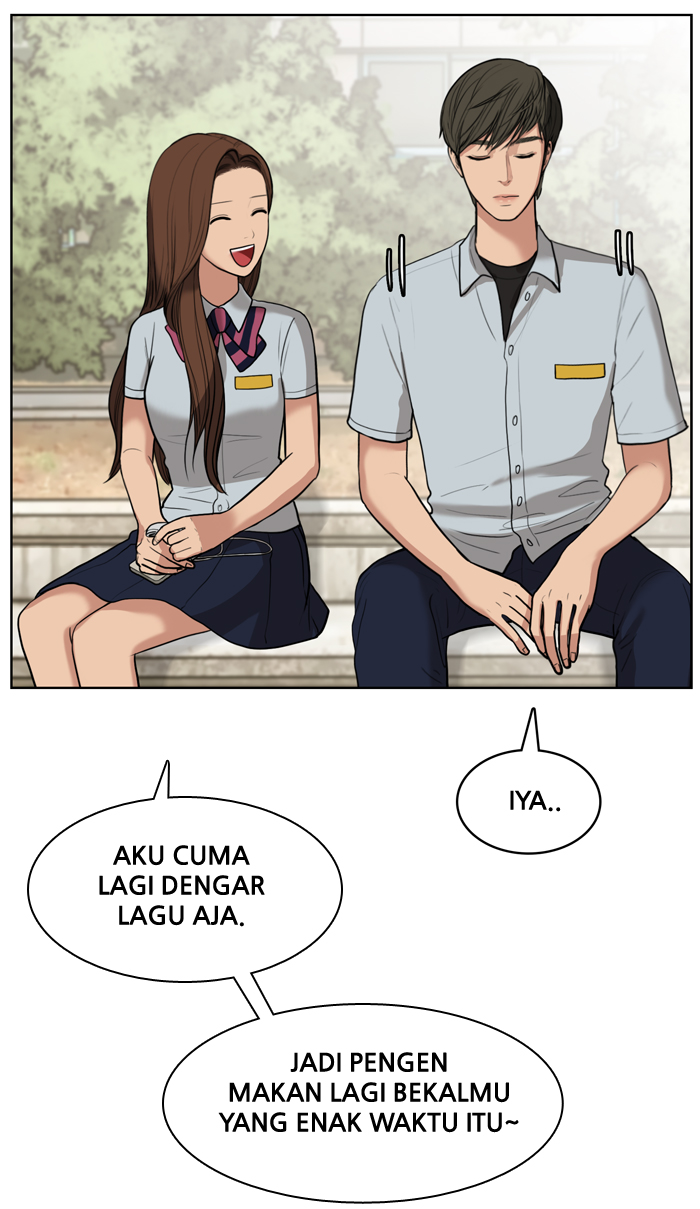 IYA..
AKU CUMA
LAGI DENGAR
LAGU AJA.
JADI PENGEN
MAKAN LAGI BEKALMU
YANG ENAK WAKTU ITU~